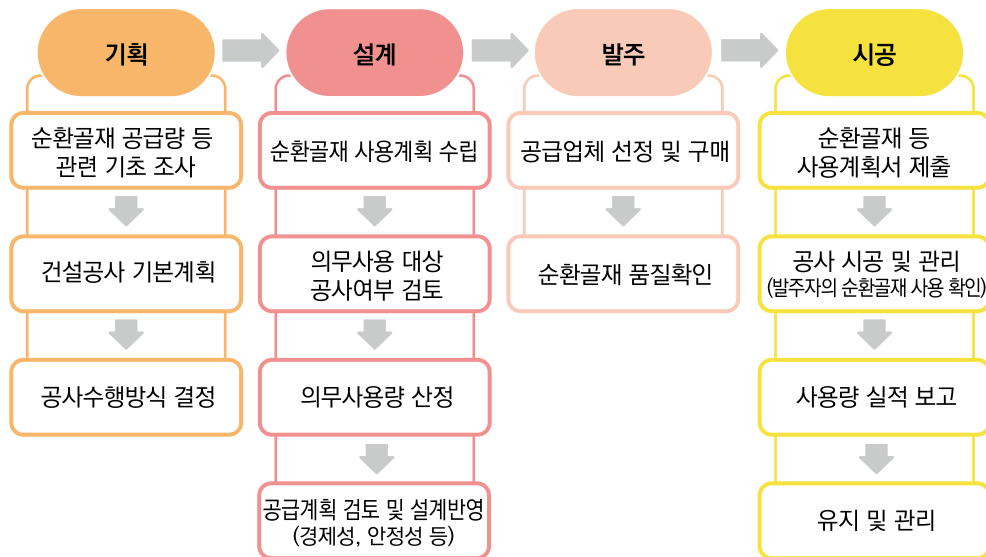 기획
순환골재 공급량 등
관련 기초 조사
건설공사 기본계획
공사수행방식 결정
설계
순환골재 사용계획 수립
의무사용 대상
공사여부 검토
의무사용량 산정
공급계획 검토 및 설계반영
(경제성, 안정성 등)
발주
공급업체 선정 및 구매
순환골재 품질확인
시공
순환골재 등
사용계획서 제출
공사 시공 및 관리
(발주자의 순환골재 사용 확인)
사용량 실적 보고
유지 및 관리